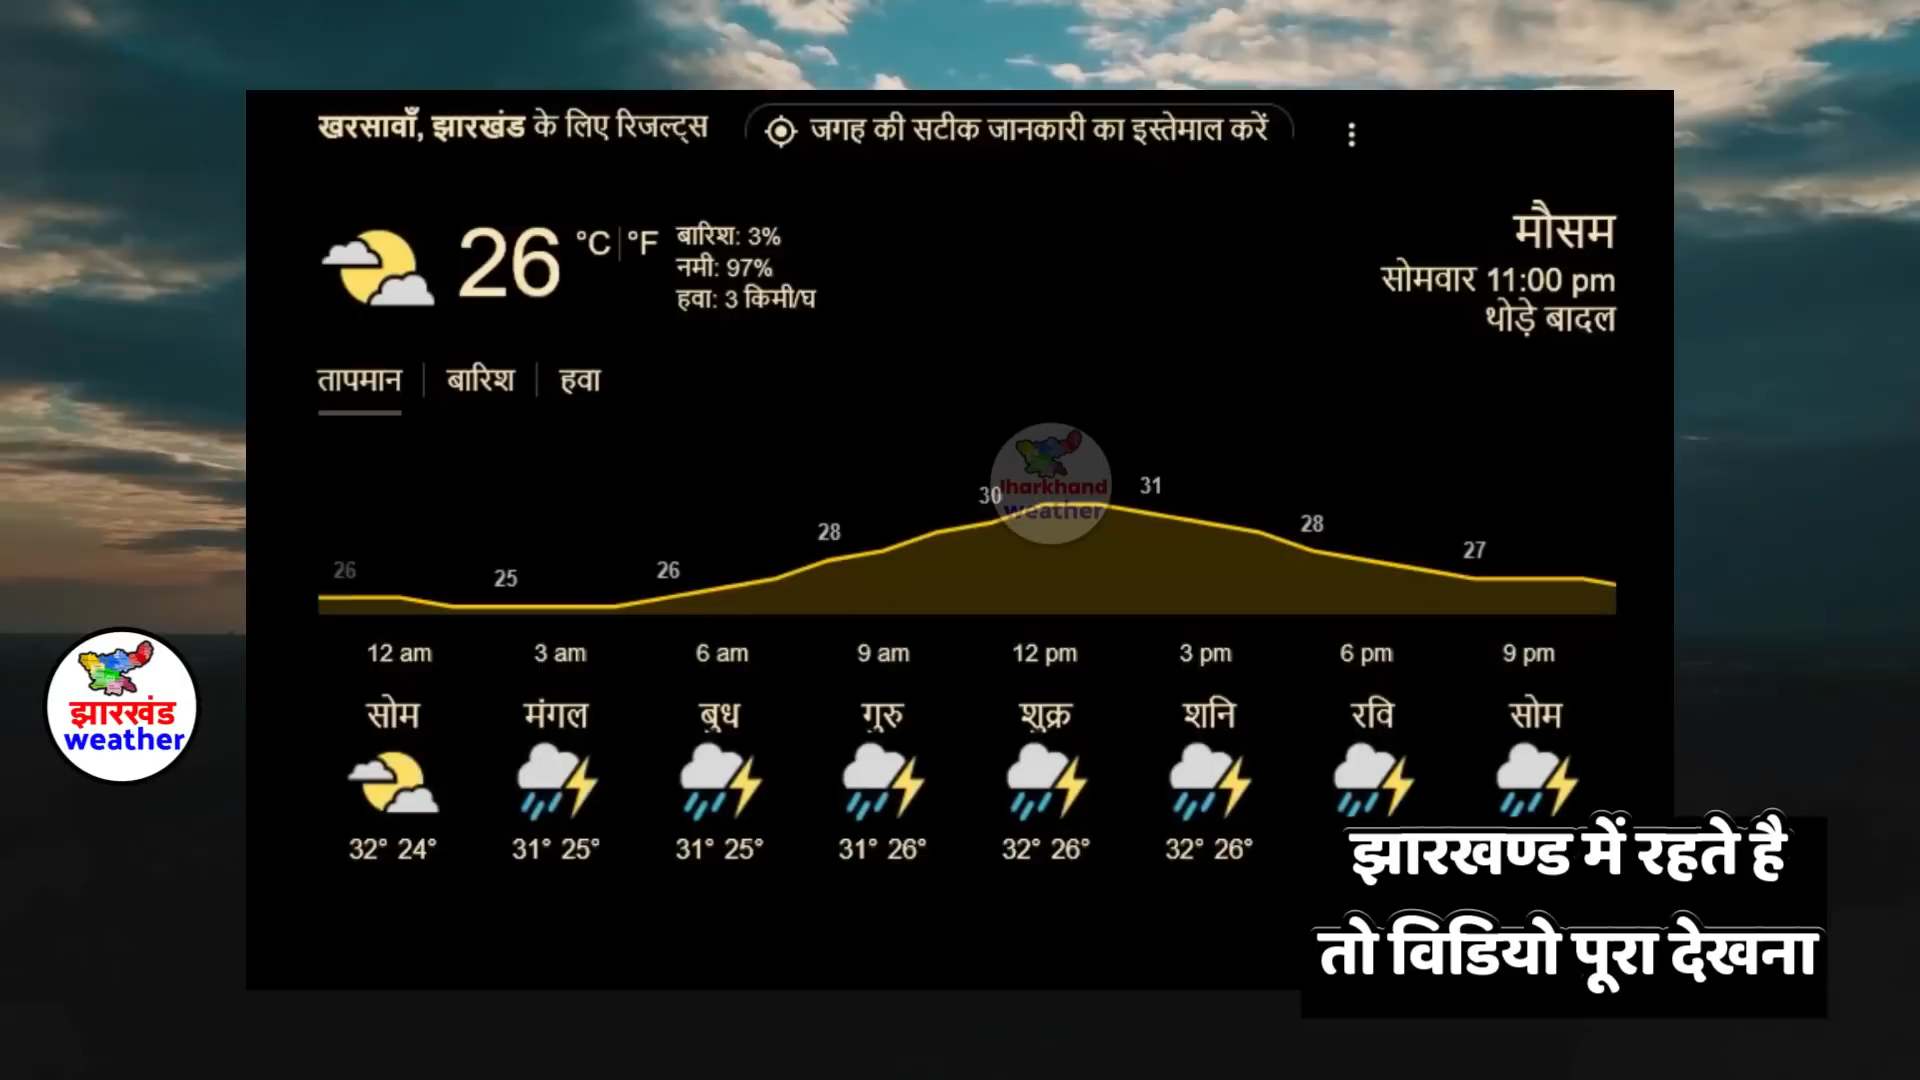 खरसावाँ, झारखंड के लिए रिजल्ट्स
जगह की सटीक जानकारी का इस्तेमाल करें
26 °C °F
बारिश: 3%
नमी: 97%
हवा: 3 किमी/घ
मौसम
सोमवार 11:00 pm
थोड़े बादल
तापमान बारिश हवा
26 25 26 28 30 31 28 27
Jharkhand
weather
12 am 3 am 6 am 9 am 12 pm 3 pm 6 pm 9 pm
सोम मंगल बुध गुरु शुक्र शनि रवि सोम
32° 24° 31° 25° 31° 25° 31° 26° 32° 26° 32° 26°
झारखंड
weather
झारखण्ड में रहते है
तो विडियो पूरा देखना